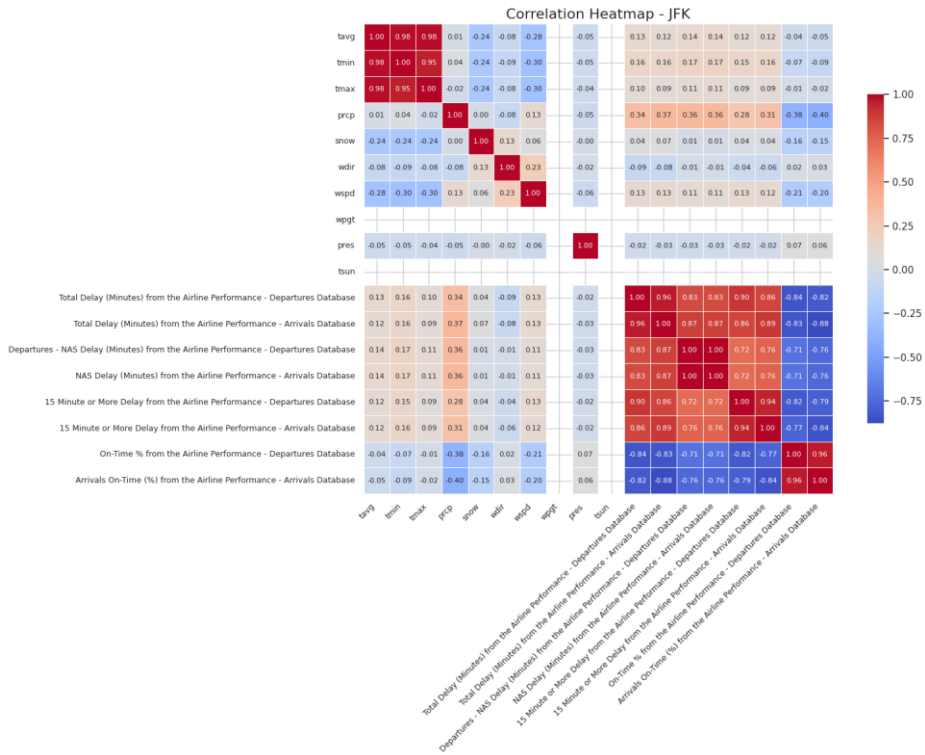 Correlation Heatmap - JFK
tavg 1.00 0.98 0.98 0.01 -0.24 -0.08 -0.28 -0.05 0.13 0.12 0.14 0.14 0.12 0.12 -0.04 -0.05
tmin 0.98 1.00 0.95 0.04 -0.24 -0.09 -0.30 -0.05 0.16 0.16 0.17 0.17 0.15 0.16 -0.07 -0.09
tmax 0.98 0.95 1.00 -0.02 -0.24 -0.08 -0.30 -0.04 0.10 0.09 0.11 0.11 0.09 0.09 -0.01 -0.02
prcp 0.01 0.04 -0.02 1.00 0.00 -0.08 0.13 -0.05 0.34 0.37 0.36 0.36 0.28 0.31 -0.38 -0.40
snow -0.24 -0.24 -0.24 0.00 1.00 0.13 0.06 -0.00 0.04 0.07 0.01 0.01 0.04 0.04 -0.16 -0.15
wdir -0.08 -0.09 -0.08 -0.08 0.13 1.00 0.23 -0.02 -0.09 -0.08 -0.01 -0.01 -0.04 -0.06 0.02 0.03
wspd -0.28 -0.30 -0.30 0.13 0.06 0.23 1.00 -0.06 0.13 0.13 0.11 0.11 0.13 0.12 -0.21 -0.20
wpgt
pres -0.05 -0.05 -0.04 -0.05 -0.00 -0.02 -0.06 1.00 -0.02 -0.03 -0.03 -0.03 -0.02 -0.02 0.07 0.06
tsun
Total Delay (Minutes) from the Airline Performance - Departures Database 0.13 0.16 0.10 0.34 0.04 -0.09 0.13 -0.02 1.00 0.96 0.83 0.83 0.90 0.86 -0.84 -0.82
Total Delay (Minutes) from the Airline Performance - Arrivals Database 0.12 0.16 0.09 0.37 0.07 -0.08 0.13 -0.03 0.96 1.00 0.87 0.87 0.86 0.89 -0.83 -0.88
Departures - NAS Delay (Minutes) from the Airline Performance - Departures Database 0.14 0.17 0.11 0.36 0.01 -0.01 0.11 -0.03 0.83 0.87 1.00 1.00 0.72 0.76 -0.71 -0.76
NAS Delay (Minutes) from the Airline Performance - Arrivals Database 0.14 0.17 0.11 0.36 0.01 -0.01 0.11 -0.03 0.83 0.87 1.00 1.00 0.72 0.76 -0.71 -0.76
15 Minute or More Delay from the Airline Performance - Departures Database 0.12 0.15 0.09 0.28 0.04 -0.04 0.13 -0.02 0.90 0.86 0.72 0.72 1.00 0.94 -0.82 -0.79
15 Minute or More Delay from the Airline Performance - Arrivals Database 0.12 0.16 0.09 0.31 0.04 -0.06 0.12 -0.02 0.86 0.89 0.76 0.76 0.94 1.00 -0.77 -0.84
On-Time % from the Airline Performance - Departures Database -0.04 -0.07 -0.01 -0.38 -0.16 0.02 -0.21 0.07 -0.84 -0.83 -0.71 -0.71 -0.82 -0.77 1.00 0.96
Arrivals On-Time (%) from the Airline Performance - Arrivals Database -0.05 -0.09 -0.02 -0.40 -0.15 0.03 -0.20 0.06 -0.82 -0.88 -0.76 -0.76 -0.79 -0.84 0.96 1.00
tavg
tmin
tmax
prcp
snow
wdir
wspd
wpgt
pres
tsun
Total Delay (Minutes) from the Airline Performance - Departures Database
Total Delay (Minutes) from the Airline Performance - Arrivals Database
Departures - NAS Delay (Minutes) from the Airline Performance - Departures Database
NAS Delay (Minutes) from the Airline Performance - Arrivals Database
15 Minute or More Delay from the Airline Performance - Departures Database
15 Minute or More Delay from the Airline Performance - Arrivals Database
On-Time % from the Airline Performance - Departures Database
Arrivals On-Time (%) from the Airline Performance - Arrivals Database
1.00
0.75
0.50
0.25
0.00
-0.25
-0.50
-0.75